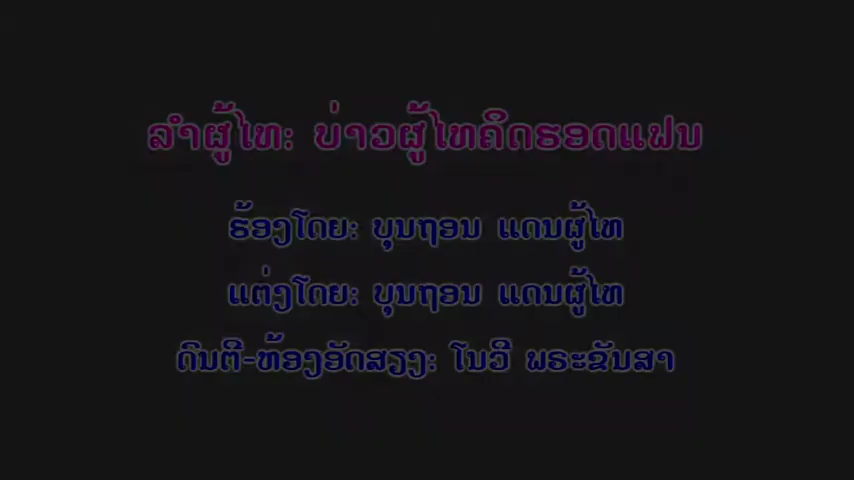 ລຳຜູ້ໄທ: ບ່າວຜູ້ໄທຄິດຮອດແຟນ
ຮ້ອງໂດຍ: ບຸນຖອນ ແດນຜູ້ໄທ
ແຕ່ງໂດຍ: ບຸນຖອນ ແດນຜູ້ໄທ
ດົນຕີ-ຫ້ອງອັດສຽງ: ໂນວີ ພຣະຂັນສາ